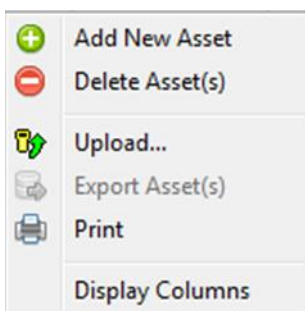 Add New Asset
Delete Asset(s)
Upload...
Export Asset(s)
Print
Display Columns